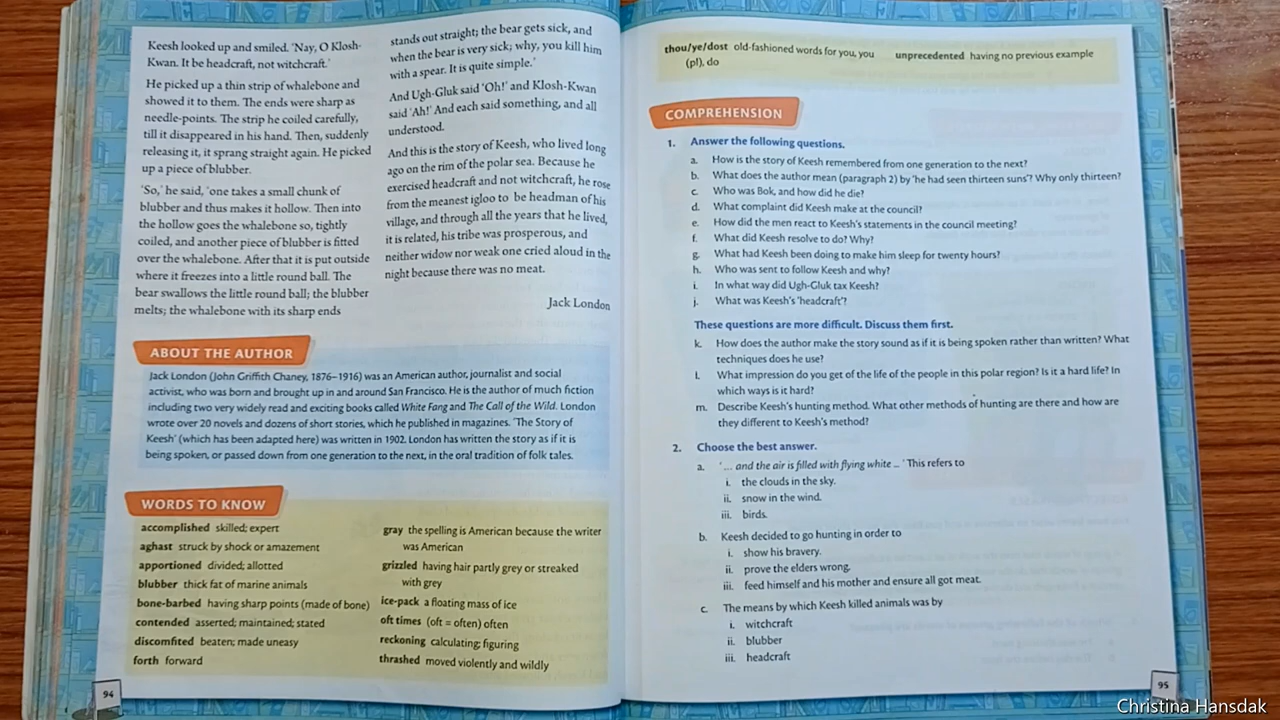 Keesh looked up and smiled. 'Nay, O Klosh-
Kwan. It be headcraft, not witchcraft.'
He picked up a thin strip of whalebone and
showed it to them. The ends were sharp as
needle-points. The strip he coiled carefully,
till it disappeared in his hand. Then, suddenly
releasing it, it sprang straight again. He picked
up a piece of blubber.
'So,' he said, 'one takes a small chunk of
blubber and thus makes it hollow. Then into
the hollow goes the whalebone so, tightly
coiled, and another piece of blubber is fitted
over the whalebone. After that it is put outside
where it freezes into a little round ball. The
bear swallows the little round ball; the blubber
melts; the whalebone with its sharp ends
stands out straight; the bear gets sick, and
when the bear is very sick; why, you kill him
with a spear. It is quite simple.'
And Ugh-Gluk said 'Oh!' and Klosh-Kwan
said 'Ah!' And each said something, and all
understood.
And this is the story of Keesh, who lived long
ago on the rim of the polar sea. Because he
exercised headcraft and not witchcraft, he rose
from the meanest igloo to be headman of his
village, and through all the years that he lived,
it is related, his tribe was prosperous, and
neither widow nor weak one cried aloud in the
night because there was no meat.
Jack London
ABOUT THE AUTHOR
Jack London (John Griffith Chaney, 1876–1916) was an American author, journalist and social
activist, who was born and brought up in and around San Francisco. He is the author of much fiction
including two very widely read and exciting books called White Fang and The Call of the Wild. London
wrote over 20 novels and dozens of short stories, which he published in magazines. 'The Story of
Keesh' (which has been adapted here) was written in 1902. London has written the story as if it is
being spoken, or passed down from one generation to the next, in the oral tradition of folk tales.
WORDS TO KNOW
accomplished skilled; expert
aghast struck by shock or amazement
apportioned divided; allotted
blubber thick fat of marine animals
bone-barbed having sharp points (made of bone)
contended asserted; maintained; stated
discomfited beaten; made uneasy
forth forward
gray the spelling is American because the writer
was American
grizzled having hair partly grey or streaked
with grey
ice-pack a floating mass of ice
oft times (oft = often) often
reckoning calculating; figuring
thrashed moved violently and wildly
94
thou/ye/dost old-fashioned words for you, you
(pl), do
unprecedented having no previous example
COMPREHENSION
1. Answer the following questions.
a. How is the story of Keesh remembered from one generation to the next?
b. What does the author mean (paragraph 2) by 'he had seen thirteen suns'? Why only thirteen?
c. Who was Bok, and how did he die?
d. What complaint did Keesh make at the council?
e. How did the men react to Keesh's statements in the council meeting?
f. What did Keesh resolve to do? Why?
g. What had Keesh been doing to make him sleep for twenty hours?
h. Who was sent to follow Keesh and why?
i. In what way did Ugh-Gluk tax Keesh?
j. What was Keesh's 'headcraft'?
These questions are more difficult. Discuss them first.
k. How does the author make the story sound as if it is being spoken rather than written? What
techniques does he use?
l. What impression do you get of the life of the people in this polar region? Is it a hard life? In
which ways is it hard?
m. Describe Keesh's hunting method. What other methods of hunting are there and how are
they different to Keesh's method?
2. Choose the best answer.
a. '... and the air is filled with flying white ...' This refers to
i. the clouds in the sky.
ii. snow in the wind.
iii. birds.
b. Keesh decided to go hunting in order to
i. show his bravery.
ii. prove the elders wrong.
iii. feed himself and his mother and ensure all got meat.
c. The means by which Keesh killed animals was by
i. witchcraft
ii. blubber
iii. headcraft
95
Christina Hansdak